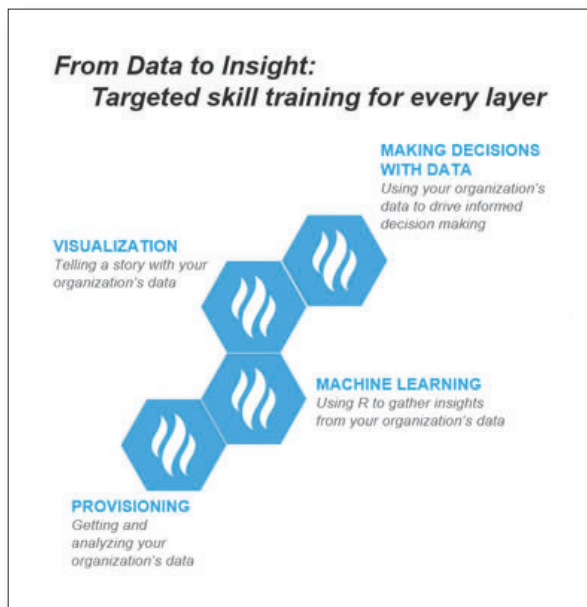 From Data to Insight:
Targeted skill training for every layer
MAKING DECISIONS
WITH DATA
Using your organization's
data to drive informed
decision making
VISUALIZATION
Telling a story with your
organization's data
MACHINE LEARNING
Using R to gather insights
from your organization's data
PROVISIONING
Getting and
analyzing your
organization's data